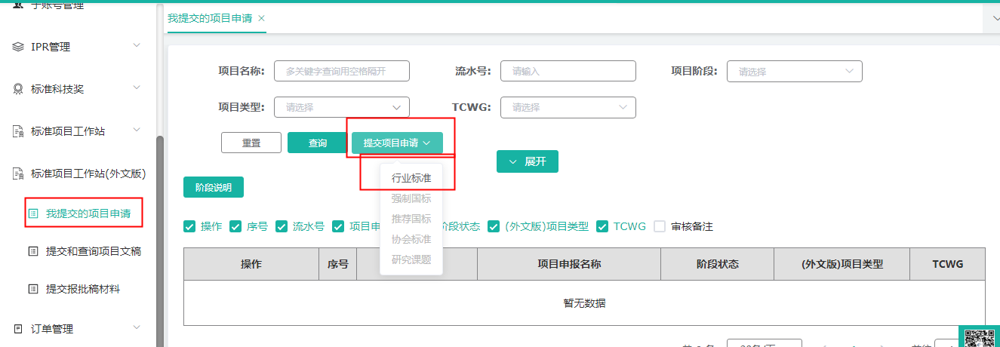 子账号管理
IPR管理
标准科技奖
标准项目工作站
标准项目工作站(外文版)
我提交的项目申请
提交和查询项目文稿
提交报批稿材料
订单管理
我提交的项目申请 ×
项目名称: 多关键字查询用空格隔开 流水号: 请输入 项目阶段: 请选择
项目类型: 请选择 TCWG: 请选择
重置 查询 提交项目申请
展开
行业标准
强制国标
推荐国标
协会标准
研究课题
阶段说明
操作 序号 流水号 项目申 阶段状态 (外文版)项目类型 TCWG 审核备注
操作 序号 项目申报名称 阶段状态 (外文版)项目类型 TCWG
暂无数据
前往